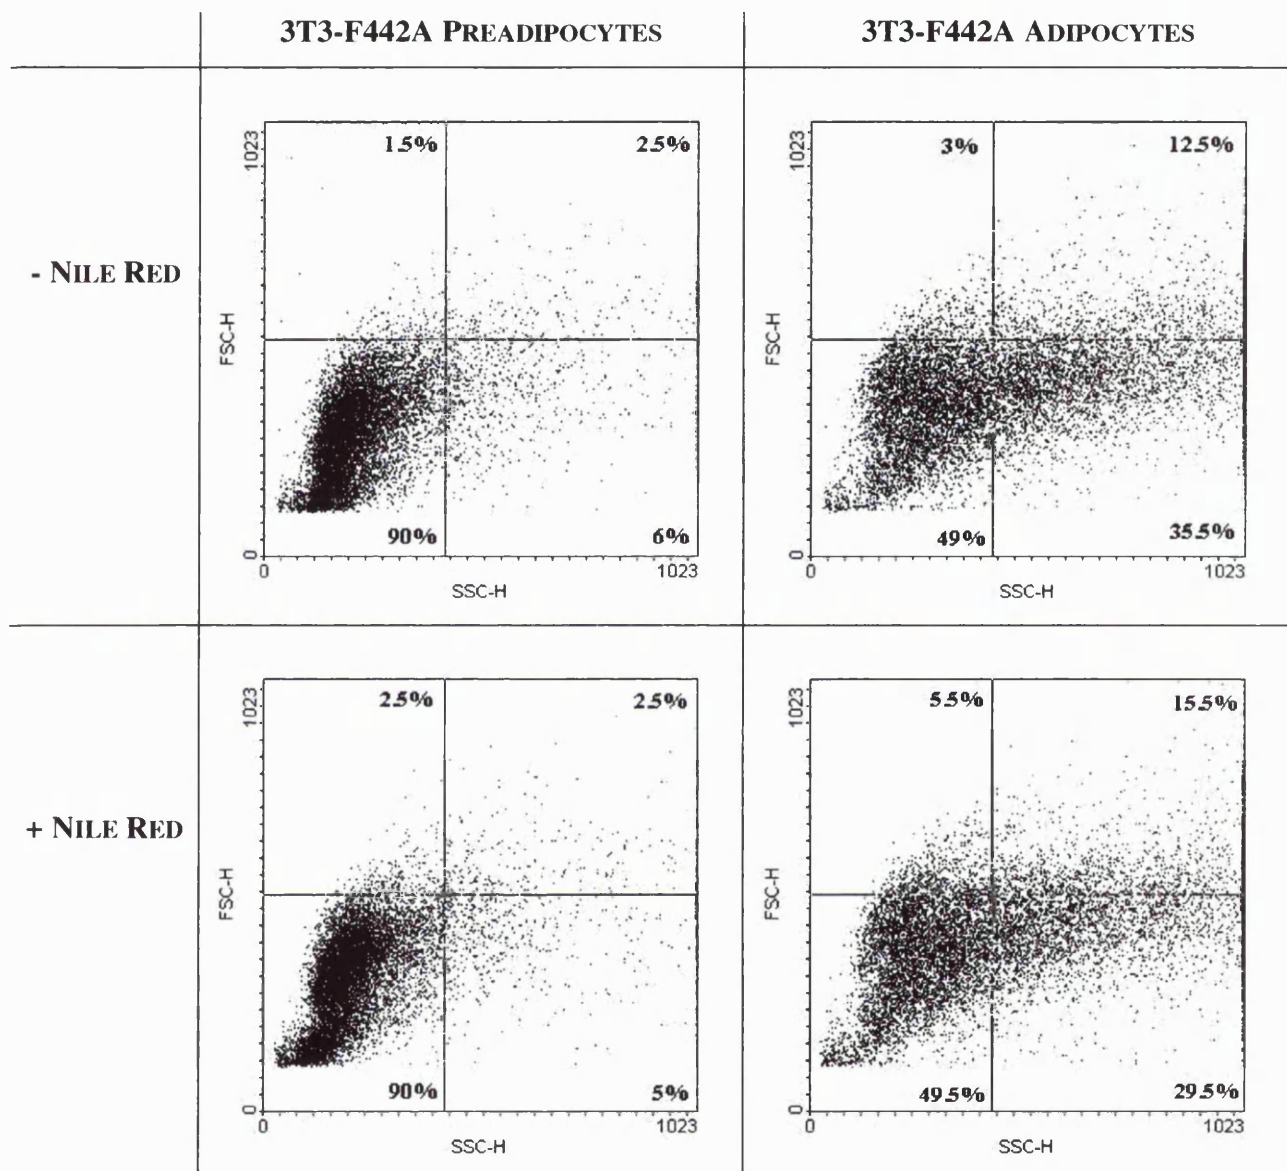 3T3-F442A PREADIPOCYTES
3T3-F442A ADIPOCYTES
- NILE RED
1.5%
2.5%
1023
FSC-H
90%
6%
0
0
1023
SSC-H
3%
12.5%
1023
FSC-H
49%
35.5%
0
0
1023
SSC-H
+ NILE RED
2.5%
2.5%
1023
FSC-H
90%
5%
0
0
1023
SSC-H
5.5%
15.5%
1023
FSC-H
49.5%
29.5%
0
0
1023
SSC-H